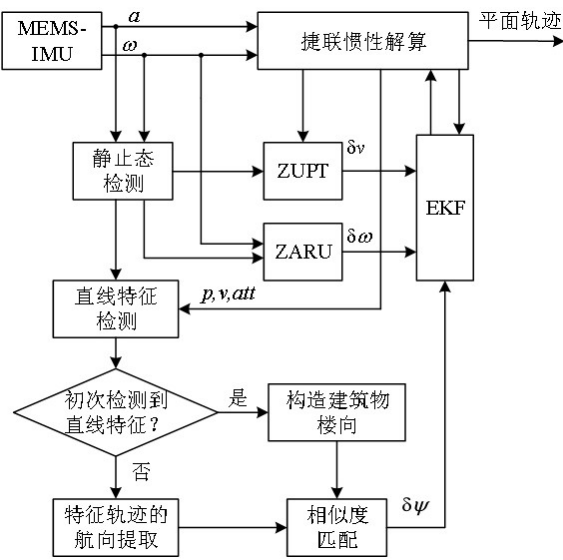 MEMS-
IMU
a
ω
捷联惯性解算
平面轨迹
静止态
检测
ZUPT
δv
EKF
ZARU
δω
直线特征
检测
p,v,att
初次检测到
直线特征？
是
构造建筑物
楼向
否
特征轨迹的
航向提取
相似度
匹配
δψ